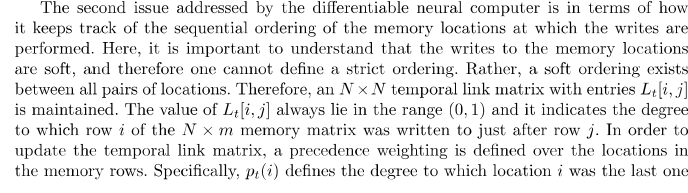 The second issue addressed by the differentiable neural computer is in terms of how
it keeps track of the sequential ordering of the memory locations at which the writes are
performed. Here, it is important to understand that the writes to the memory locations
are soft, and therefore one cannot define a strict ordering. Rather, a soft ordering exists
between all pairs of locations. Therefore, an N × N temporal link matrix with entries Lₜ[i, j]
is maintained. The value of Lₜ[i, j] always lie in the range (0, 1) and it indicates the degree
to which row i of the N × m memory matrix was written to just after row j. In order to
update the temporal link matrix, a precedence weighting is defined over the locations in
the memory rows. Specifically, pₜ(i) defines the degree to which location i was the last one